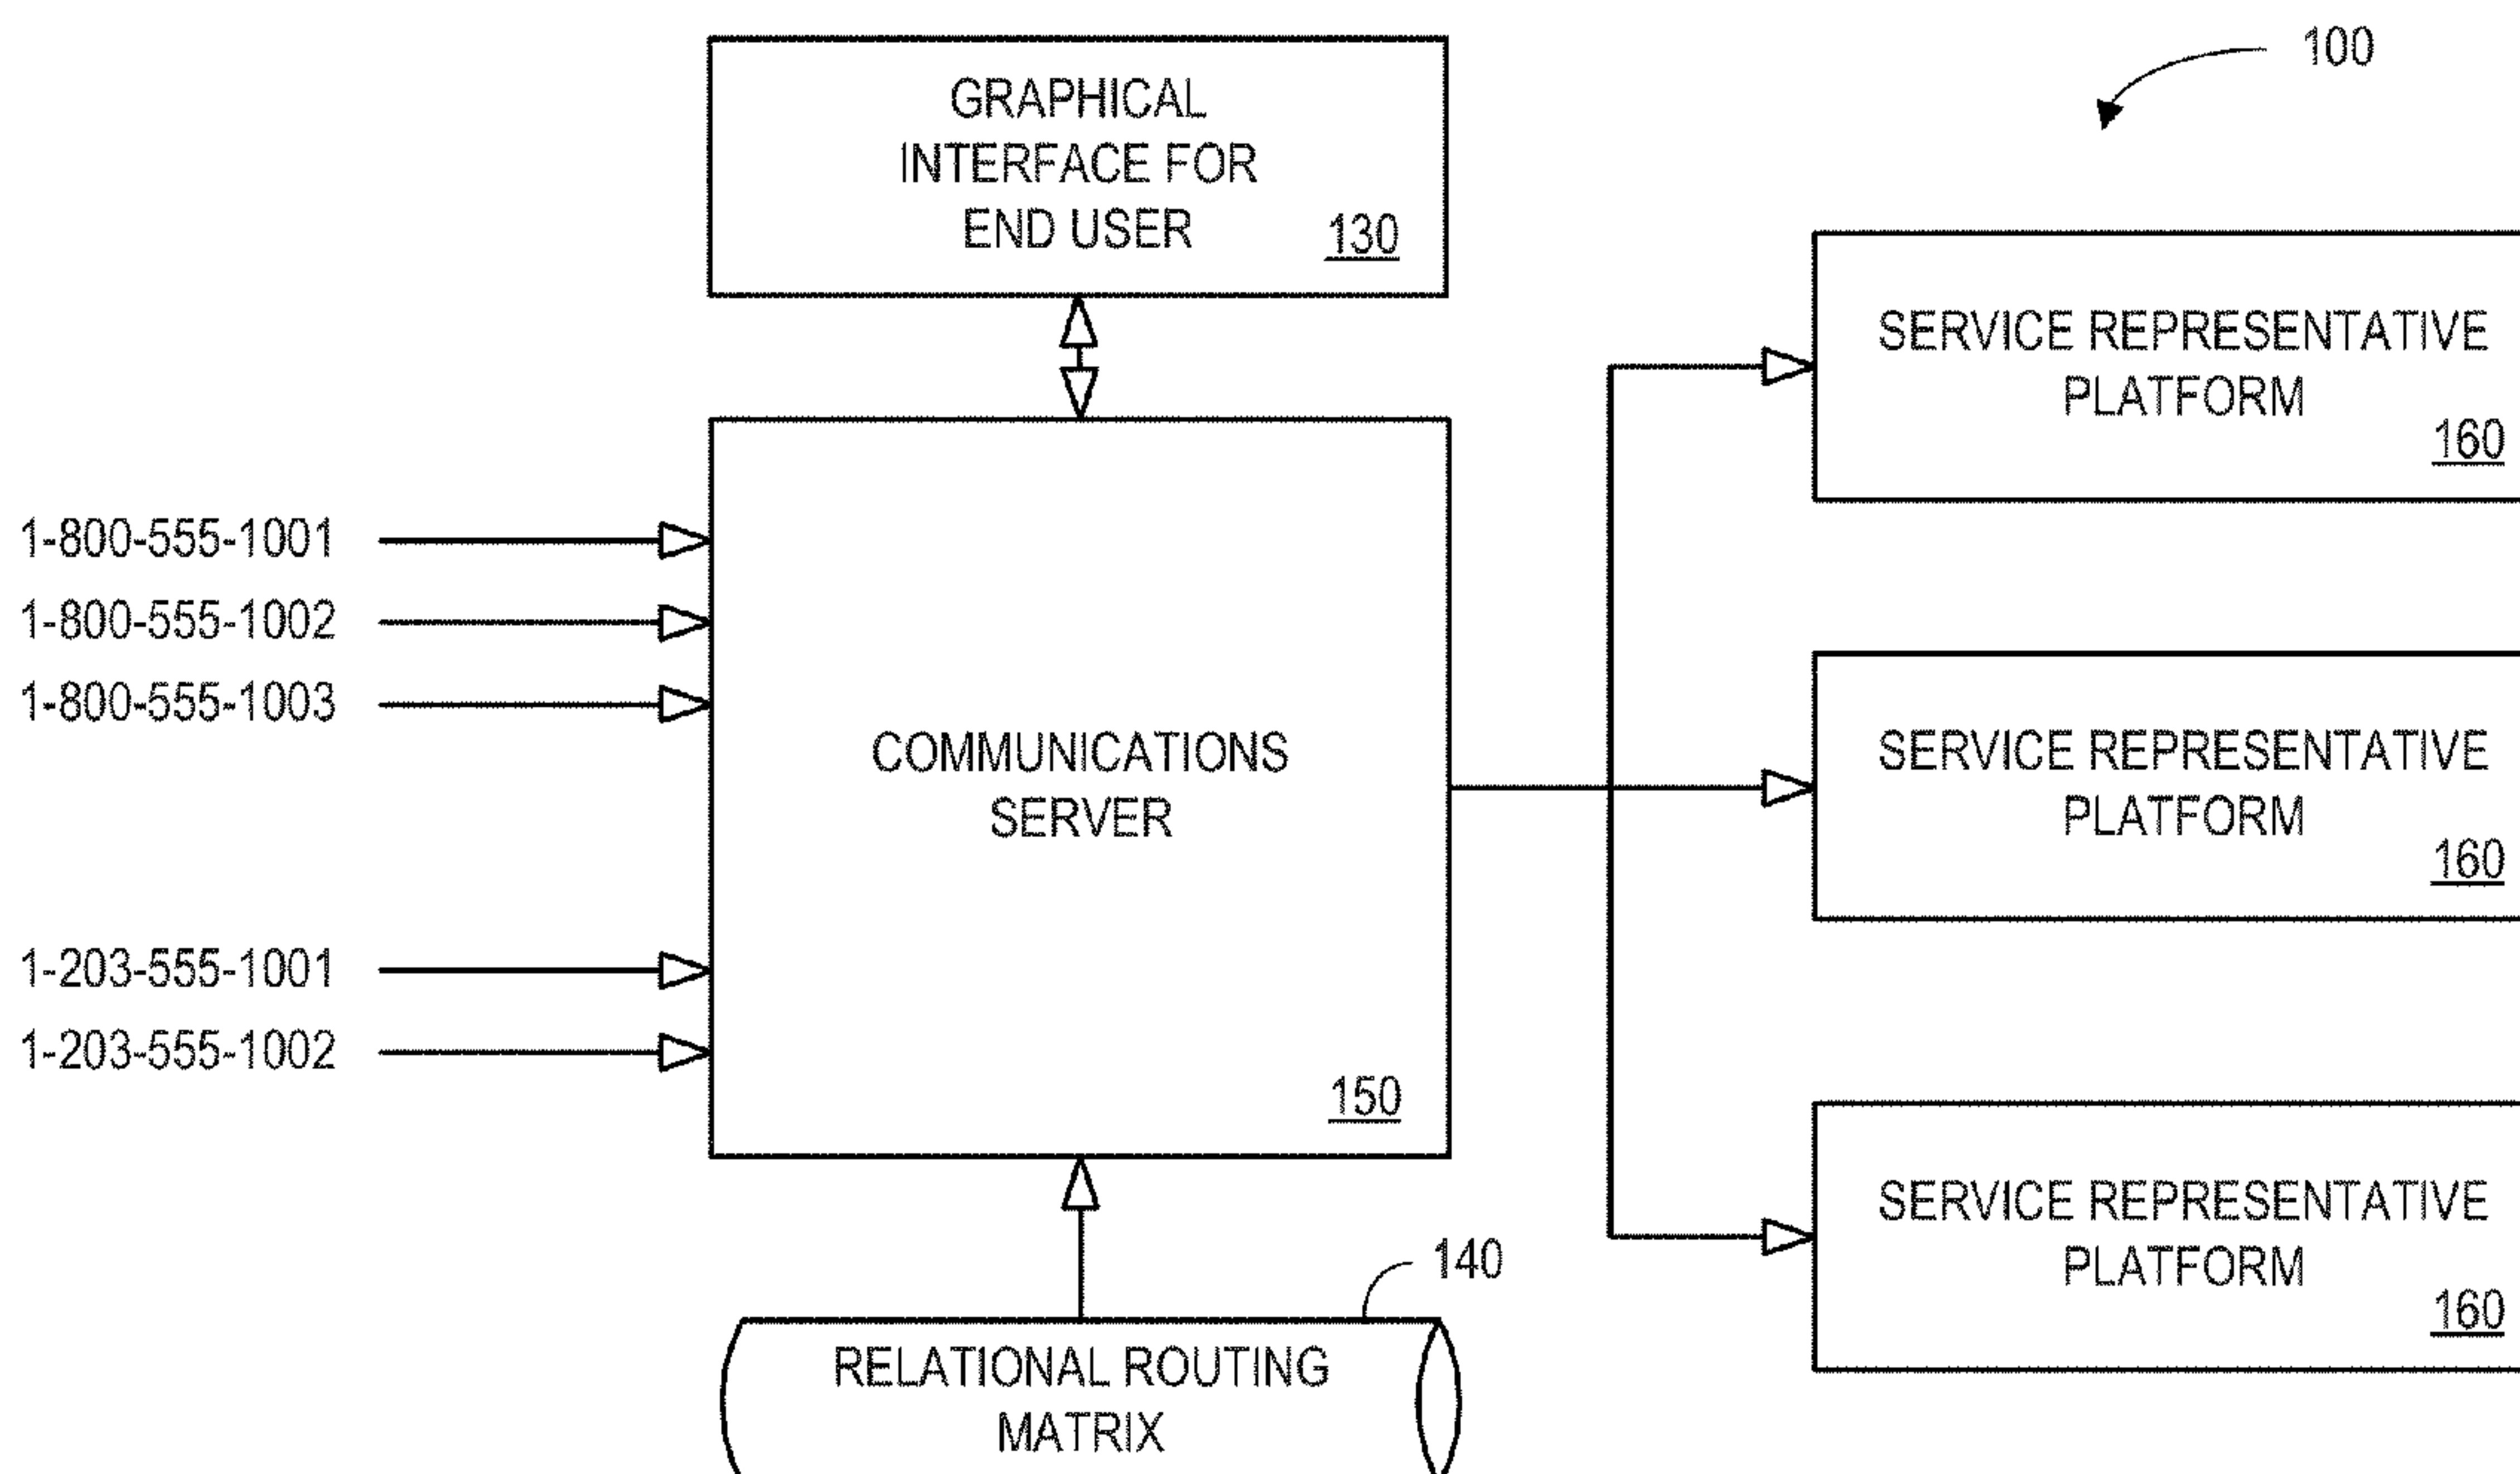 100
GRAPHICAL
INTERFACE FOR
END USER
130
SERVICE REPRESENTATIVE
PLATFORM
160
1-800-555-1001
1-800-555-1002
1-800-555-1003
COMMUNICATIONS
SERVER
SERVICE REPRESENTATIVE
PLATFORM
160
1-203-555-1001
1-203-555-1002
150
SERVICE REPRESENTATIVE
PLATFORM
160
140
RELATIONAL ROUTING
MATRIX